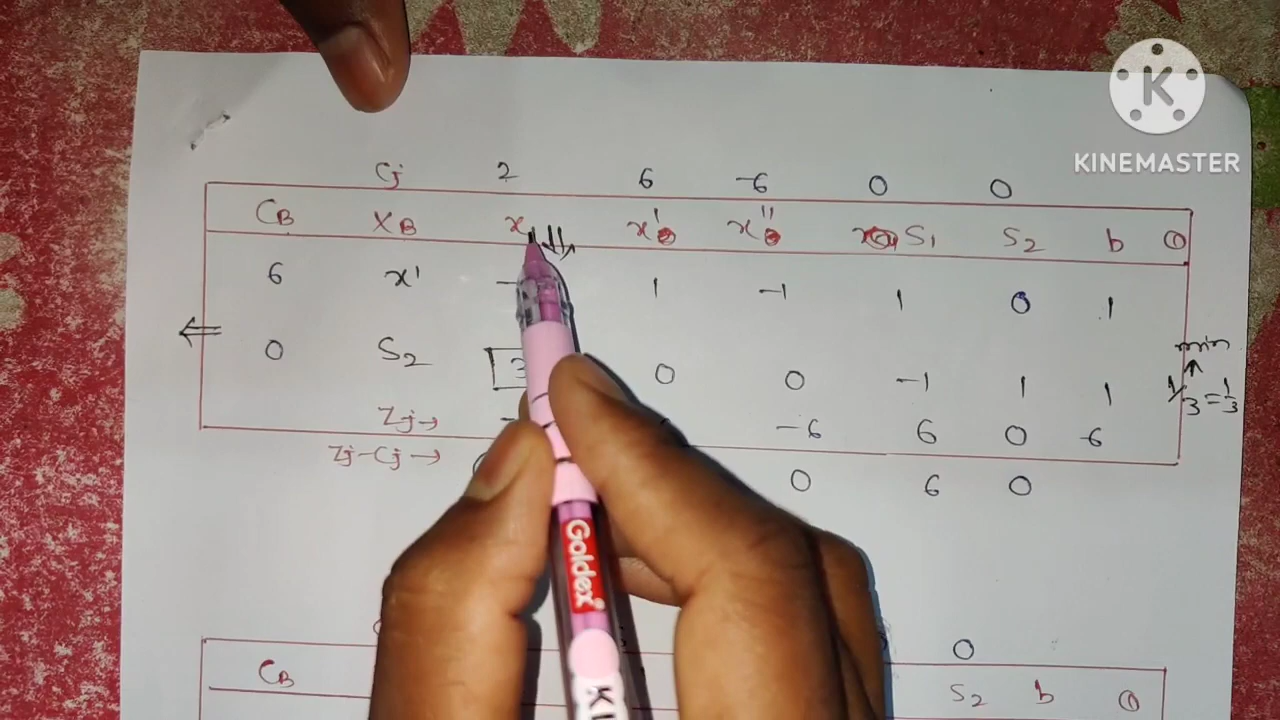 KINEMASTER
Cj 2 6 -6 0 0
CB XB x x' x'' S1 S2 b θ
6 x' - 1 -1 1 0 1
min
0 S2 3 0 0 -1 1 1 1/3 = 1/3
Zj → - -6 6 0 6
Zj-Cj → 0 6 0
0
CB S2 b θ
Goldex